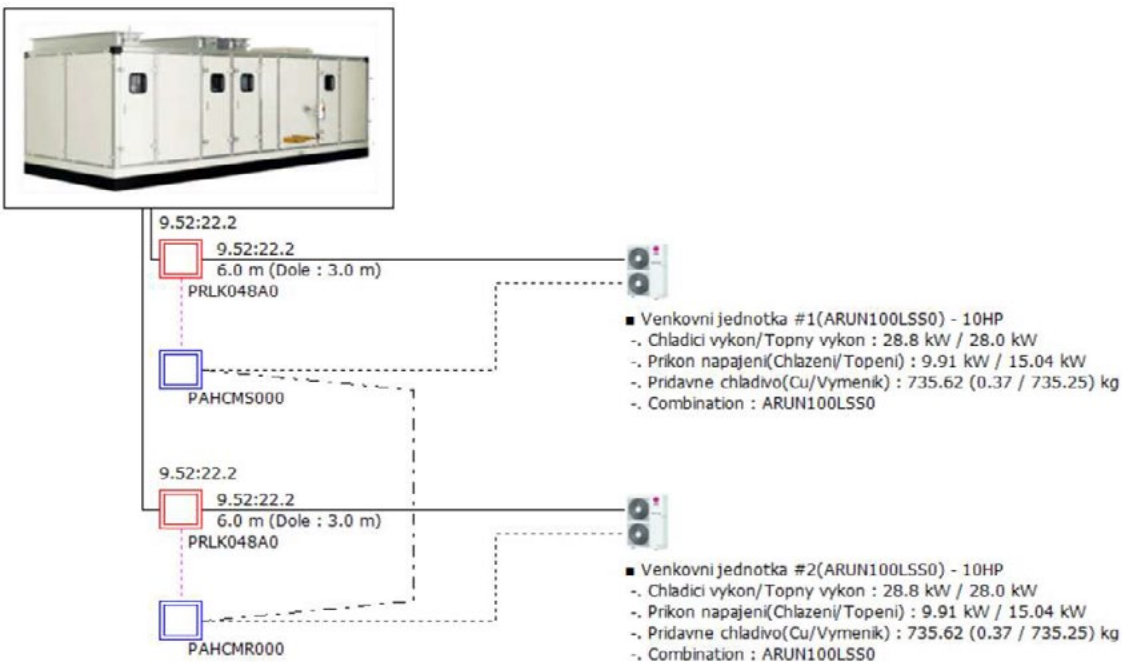 9.52:22.2
9.52:22.2
6.0 m (Dole : 3.0 m)
PRLK048A0
PAHCMS000
■ Venkovni jednotka #1(ARUN100LSS0) - 10HP
-. Chladici vykon/Topny vykon : 28.8 kW / 28.0 kW
-. Prikon napajeni(Chlazeni/Topeni) : 9.91 kW / 15.04 kW
-. Pridavne chladivo(Cu/Vymenik) : 735.62 (0.37 / 735.25) kg
-. Combination : ARUN100LSS0
9.52:22.2
9.52:22.2
6.0 m (Dole : 3.0 m)
PRLK048A0
PAHCMR000
■ Venkovni jednotka #2(ARUN100LSS0) - 10HP
-. Chladici vykon/Topny vykon : 28.8 kW / 28.0 kW
-. Prikon napajeni(Chlazeni/Topeni) : 9.91 kW / 15.04 kW
-. Pridavne chladivo(Cu/Vymenik) : 735.62 (0.37 / 735.25) kg
-. Combination : ARUN100LSS0